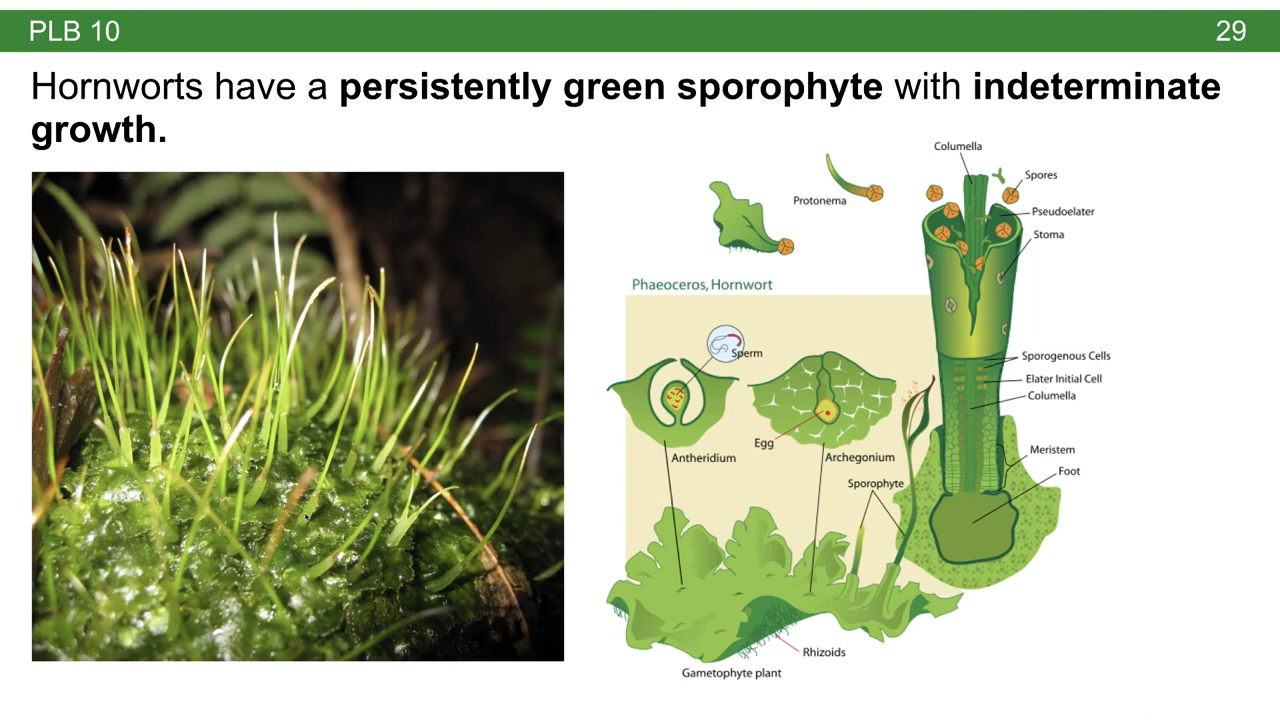 PLB 10
29
Hornworts have a persistently green sporophyte with indeterminate
growth.
Columella
Spores
Protonema
Pseudoelater
Stoma
Phaeoceros, Hornwort
Sperm
Sporogenous Cells
Elater Initial Cell
Columella
Egg
Antheridium
Archegonium
Meristem
Foot
Sporophyte
Rhizoids
Gametophyte plant